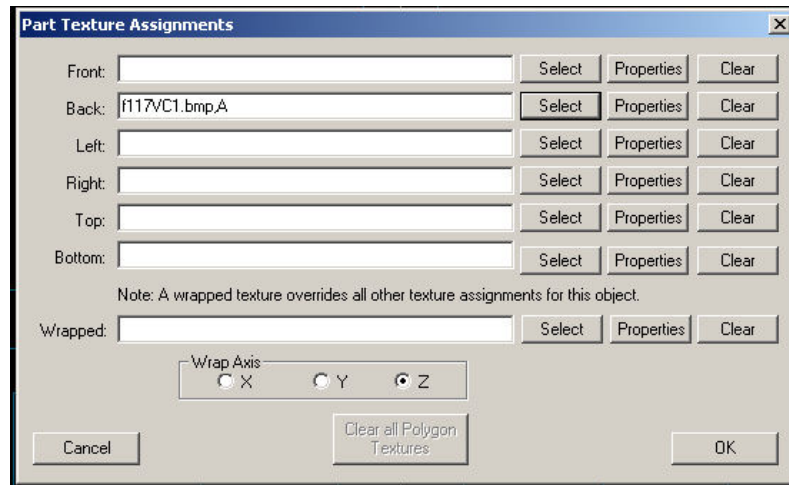 Part Texture Assignments
Front: Select Properties Clear
Back: f117VC1.bmp,A Select Properties Clear
Left: Select Properties Clear
Right: Select Properties Clear
Top: Select Properties Clear
Bottom: Select Properties Clear
Note: A wrapped texture overrides all other texture assignments for this object.
Wrapped: Select Properties Clear
Wrap Axis
X Y Z
Cancel Clear all Polygon OK
Textures